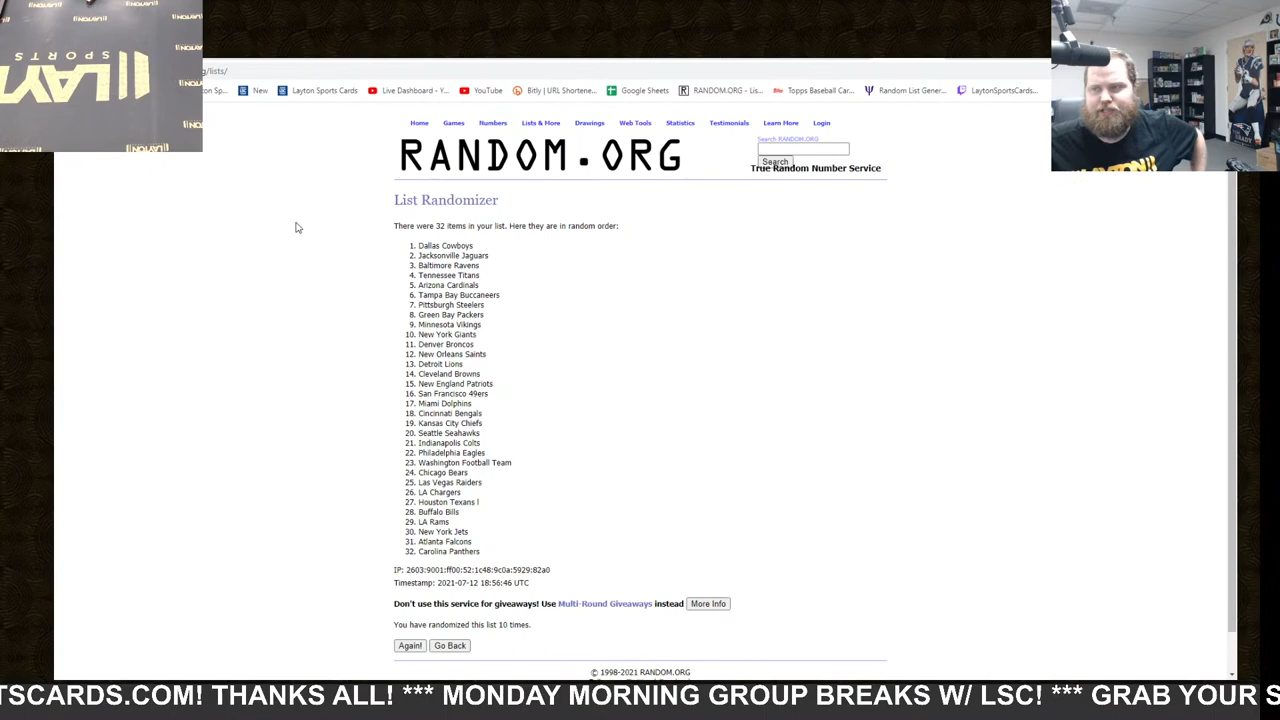 LAYT
SPORTS
g/lists/
on Sp...
New
Layton Sports Cards
Live Dashboard - Y...
YouTube
Bitly | URL Shortene...
Google Sheets
RANDOM.ORG - Lis...
Topps Baseball Car...
Random List Gener...
LaytonSportsCards...
Home Games Numbers Lists & More Drawings Web Tools Statistics Testimonials Learn More Login
RANDOM.ORG
Search RANDOM.ORG
Search
True Random Number Service
List Randomizer
There were 32 items in your list. Here they are in random order:
1. Dallas Cowboys
2. Jacksonville Jaguars
3. Baltimore Ravens
4. Tennessee Titans
5. Arizona Cardinals
6. Tampa Bay Buccaneers
7. Pittsburgh Steelers
8. Green Bay Packers
9. Minnesota Vikings
10. New York Giants
11. Denver Broncos
12. New Orleans Saints
13. Detroit Lions
14. Cleveland Browns
15. New England Patriots
16. San Francisco 49ers
17. Miami Dolphins
18. Cincinnati Bengals
19. Kansas City Chiefs
20. Seattle Seahawks
21. Indianapolis Colts
22. Philadelphia Eagles
23. Washington Football Team
24. Chicago Bears
25. Las Vegas Raiders
26. LA Chargers
27. Houston Texans l
28. Buffalo Bills
29. LA Rams
30. New York Jets
31. Atlanta Falcons
32. Carolina Panthers
IP: 2603:9001:ff00:52:1c48:9c0a:5929:82a0
Timestamp: 2021-07-12 18:56:46 UTC
Don't use this service for giveaways! Use Multi-Round Giveaways instead More Info
You have randomized this list 10 times.
Again! Go Back
© 1998-2021 RANDOM.ORG
TSCARDS.COM! THANKS ALL! *** MONDAY MORNING GROUP BREAKS W/ LSC! *** GRAB YOUR S